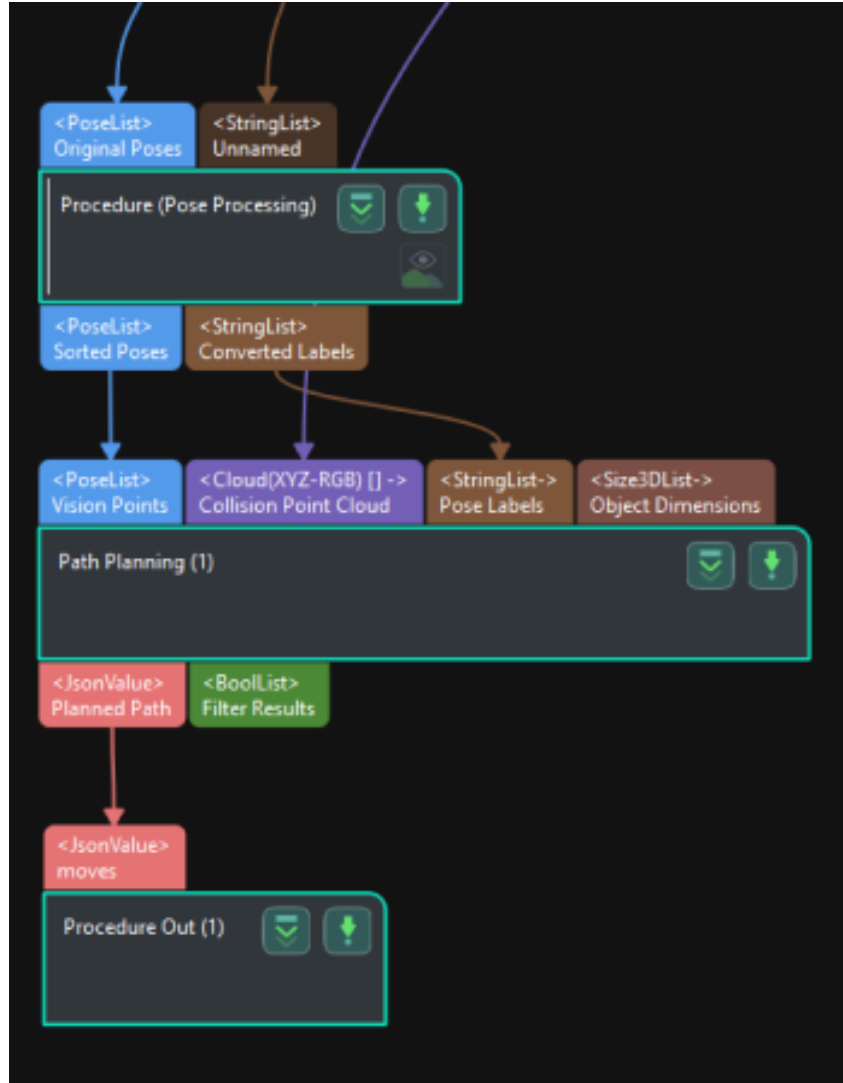 <PoseList>
Original Poses
<StringList>
Unnamed
Procedure (Pose Processing)
<PoseList>
Sorted Poses
<StringList>
Converted Labels
<PoseList>
Vision Points
<Cloud(XYZ-RGB) [] ->
Collision Point Cloud
<StringList->
Pose Labels
<Size3DList->
Object Dimensions
Path Planning (1)
<JsonValue>
Planned Path
<BoolList>
Filter Results
<JsonValue>
moves
Procedure Out (1)